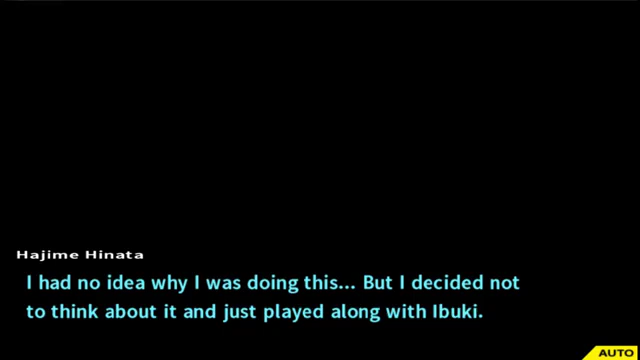 Hajime Hinata
I had no idea why I was doing this... But I decided not
to think about it and just played along with Ibuki.
AUTO